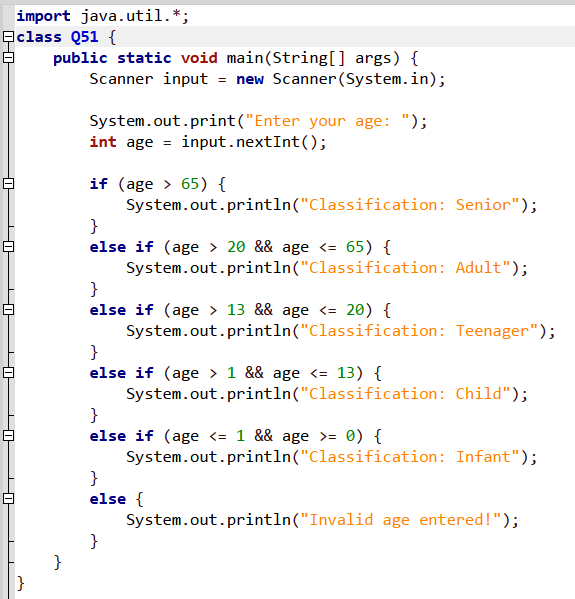 import java.util.*;
class Q51 {
    public static void main(String[] args) {
        Scanner input = new Scanner(System.in);

        System.out.print("Enter your age: ");
        int age = input.nextInt();

        if (age > 65) {
            System.out.println("Classification: Senior");
        }
        else if (age > 20 && age <= 65) {
            System.out.println("Classification: Adult");
        }
        else if (age > 13 && age <= 20) {
            System.out.println("Classification: Teenager");
        }
        else if (age > 1 && age <= 13) {
            System.out.println("Classification: Child");
        }
        else if (age <= 1 && age >= 0) {
            System.out.println("Classification: Infant");
        }
        else {
            System.out.println("Invalid age entered!");
        }
    }
}